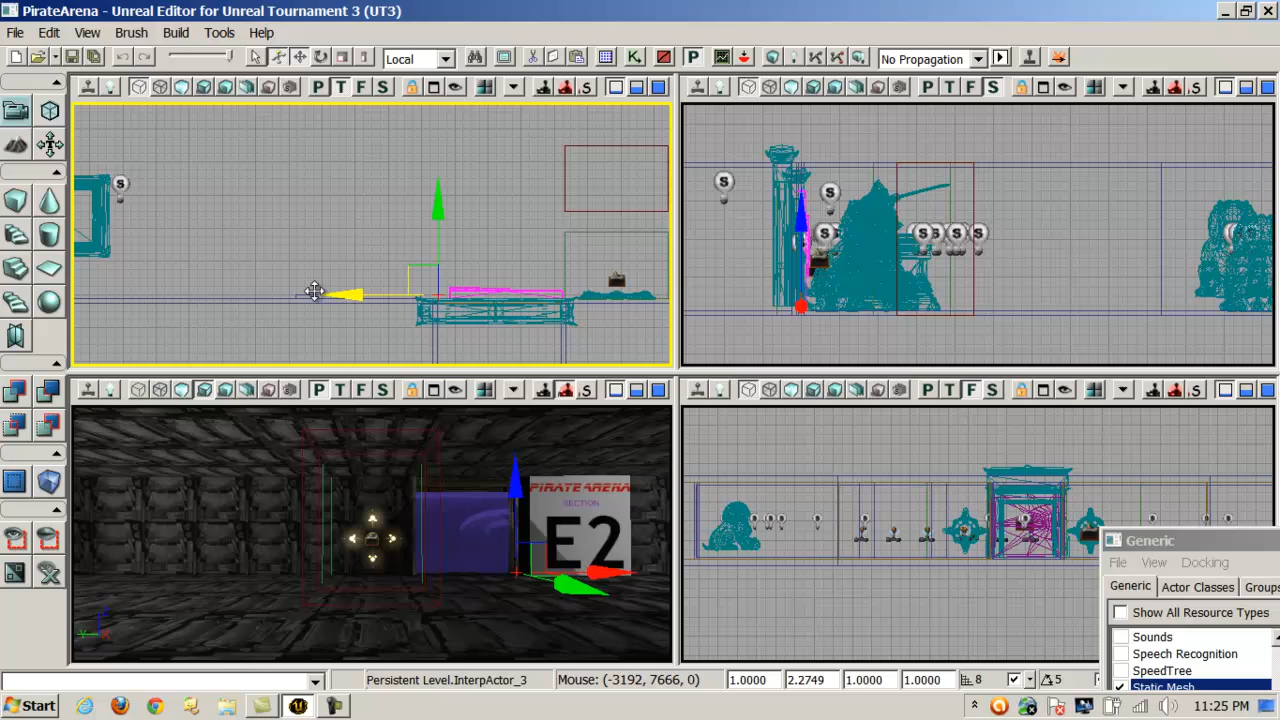 PirateArena - Unreal Editor for Unreal Tournament 3 (UT3)
File Edit View Brush Build Tools Help
Local
P
No Propagation
P T F S
S
P T F S
S
S
S S S S S S S
P T F S
S
P T F S
S
PIRATE ARENA
SECTION
E2
Generic
File View Docking
Generic Actor Classes Groups
Show All Resource Types
Sounds
Speech Recognition
SpeedTree
Static Mesh
Persistent Level.InterpActor_3 Mouse: (-3192, 7666, 0) 1.0000 2.2749 1.0000 1.0000 8 5
Start 11:25 PM